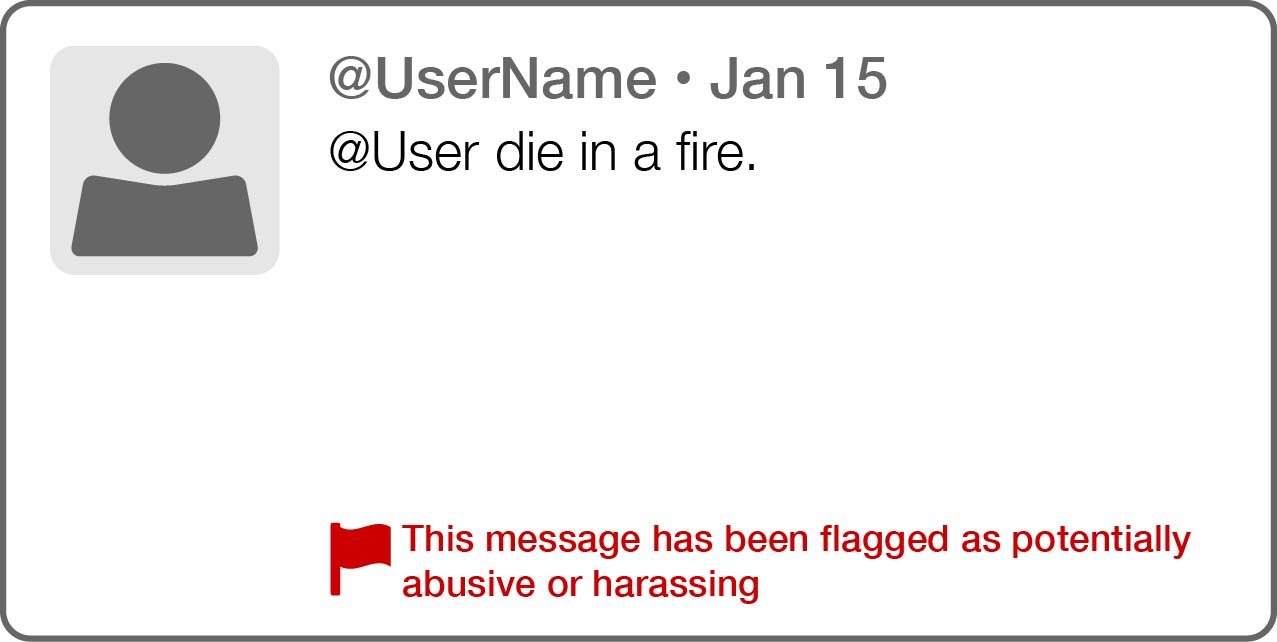 @UserName • Jan 15
@User die in a fire.
This message has been flagged as potentially
abusive or harassing